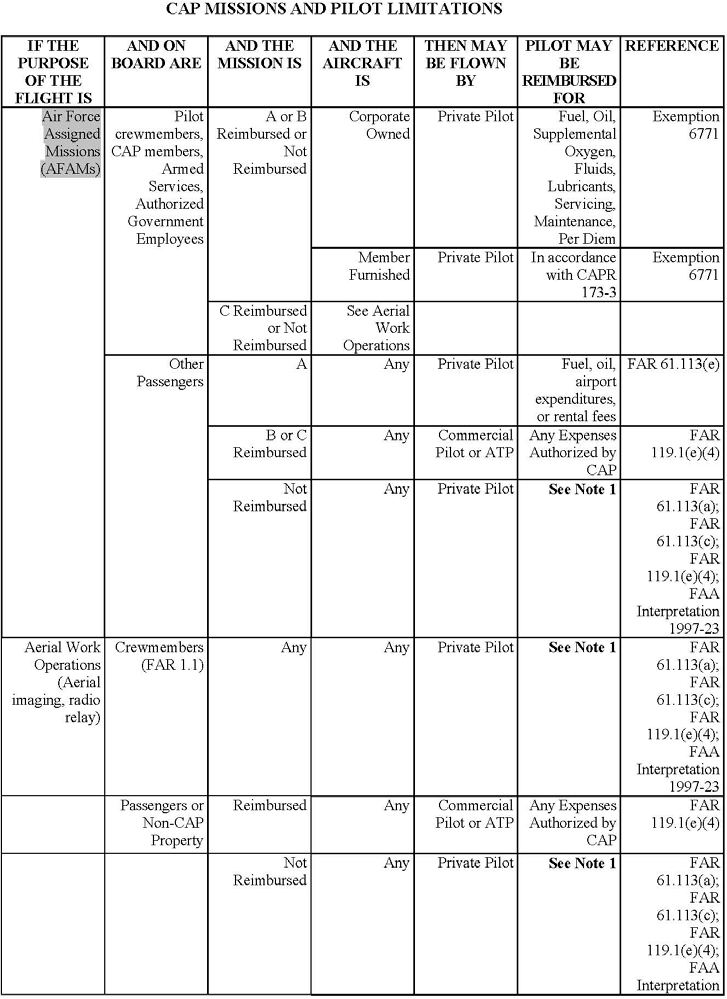 CAP MISSIONS AND PILOT LIMITATIONS
IF THE
PURPOSE
OF THE
FLIGHT IS
AND ON
BOARD ARE
AND THE
MISSION IS
AND THE
AIRCRAFT
IS
THEN MAY
BE FLOWN
BY
PILOT MAY
BE
REIMBURSED
FOR
REFERENCE
Air Force
Assigned
Missions
(AFAMs)
Pilot
crewmembers,
CAP members,
Armed
Services,
Authorized
Government
Employees
A or B
Reimbursed or
Not
Reimbursed
Corporate
Owned
Private Pilot
Fuel, Oil,
Supplemental
Oxygen,
Fluids,
Lubricants,
Servicing,
Maintenance,
Per Diem
Exemption
6771
Member
Furnished
Private Pilot
In accordance
with CAPR
173-3
Exemption
6771
C Reimbursed
or Not
Reimbursed
See Aerial
Work
Operations
Other
Passengers
A
Any
Private Pilot
Fuel, oil,
airport
expenditures,
or rental fees
FAR 61.113(e)
B or C
Reimbursed
Any
Commercial
Pilot or ATP
Any Expenses
Authorized by
CAP
FAR
119.1(e)(4)
Not
Reimbursed
Any
Private Pilot
See Note 1
FAR
61.113(a);
FAR
61.113(c);
FAR
119.1(e)(4);
FAA
Interpretation
1997-23
Aerial Work
Operations
(Aerial
imaging, radio
relay)
Crewmembers
(FAR 1.1)
Any
Any
Private Pilot
See Note 1
FAR
61.113(a);
FAR
61.113(c);
FAR
119.1(e)(4);
FAA
Interpretation
1997-23
Passengers or
Non-CAP
Property
Reimbursed
Any
Commercial
Pilot or ATP
Any Expenses
Authorized by
CAP
FAR
119.1(e)(4)
Not
Reimbursed
Any
Private Pilot
See Note 1
FAR
61.113(a);
FAR
61.113(c);
FAR
119.1(e)(4);
FAA
Interpretation